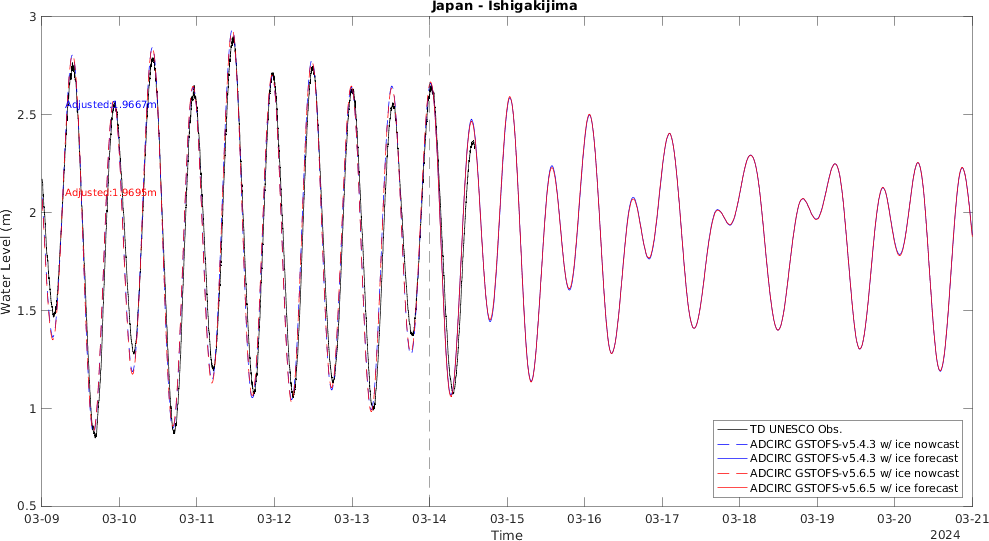 Japan - Ishigakijima
3
2.5
2
1.5
1
0.5
Water Level (m)
Adjusted:1.9667m
Adjusted:1.9695m
TD UNESCO Obs.
ADCIRC GSTOFS-v5.4.3 w/ ice nowcast
ADCIRC GSTOFS-v5.4.3 w/ ice forecast
ADCIRC GSTOFS-v5.6.5 w/ ice nowcast
ADCIRC GSTOFS-v5.6.5 w/ ice forecast
03-09 03-10 03-11 03-12 03-13 03-14 03-15 03-16 03-17 03-18 03-19 03-20 03-21
Time
2024